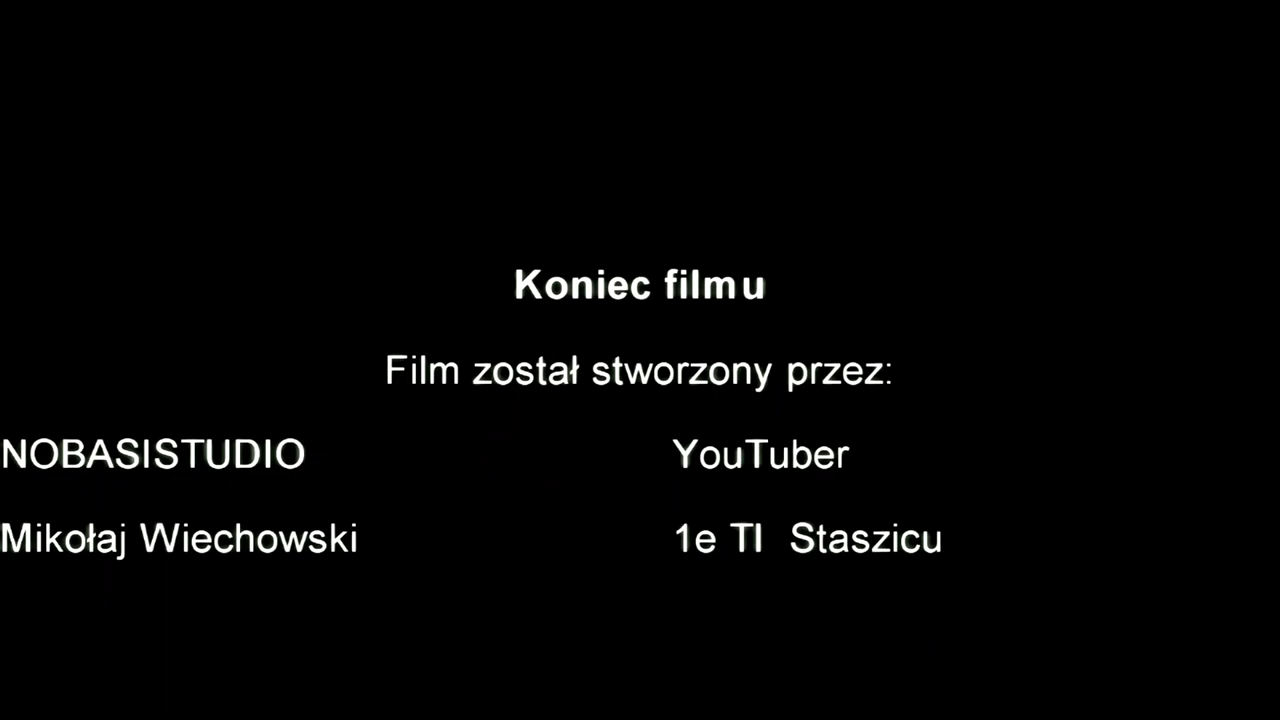 Koniec filmu
Film został stworzony przez:
NOBASISTUDIO YouTuber
Mikołaj Wiechowski 1e TI Staszicu